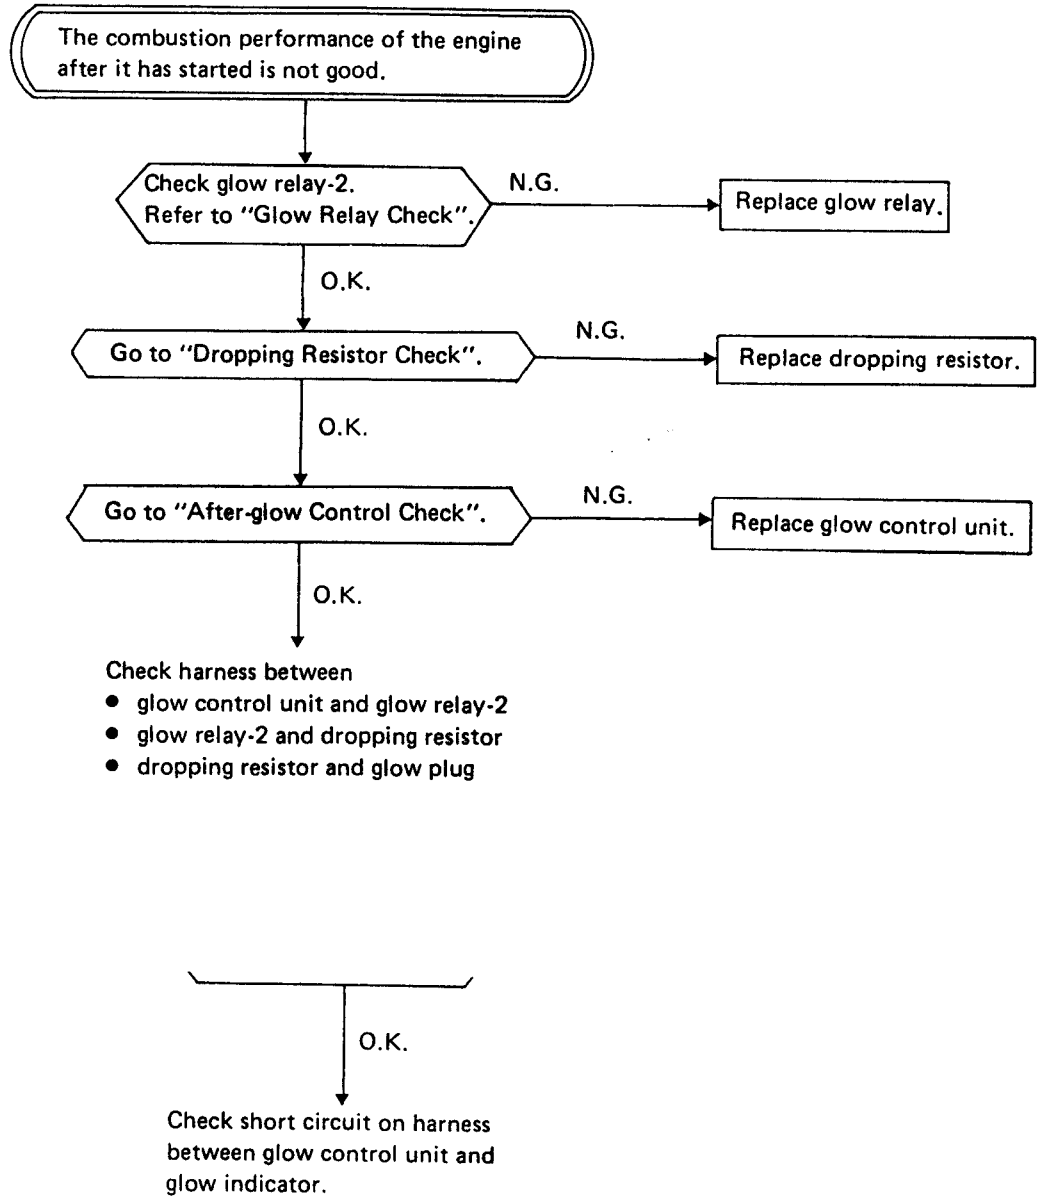 The combustion performance of the engine
after it has started is not good.
Check glow relay-2.
Refer to "Glow Relay Check".
N.G.
Replace glow relay.
O.K.
Go to "Dropping Resistor Check".
N.G.
Replace dropping resistor.
O.K.
Go to "After-glow Control Check".
N.G.
Replace glow control unit.
O.K.
Check harness between
● glow control unit and glow relay-2
● glow relay-2 and dropping resistor
● dropping resistor and glow plug
O.K.
Check short circuit on harness
between glow control unit and
glow indicator.